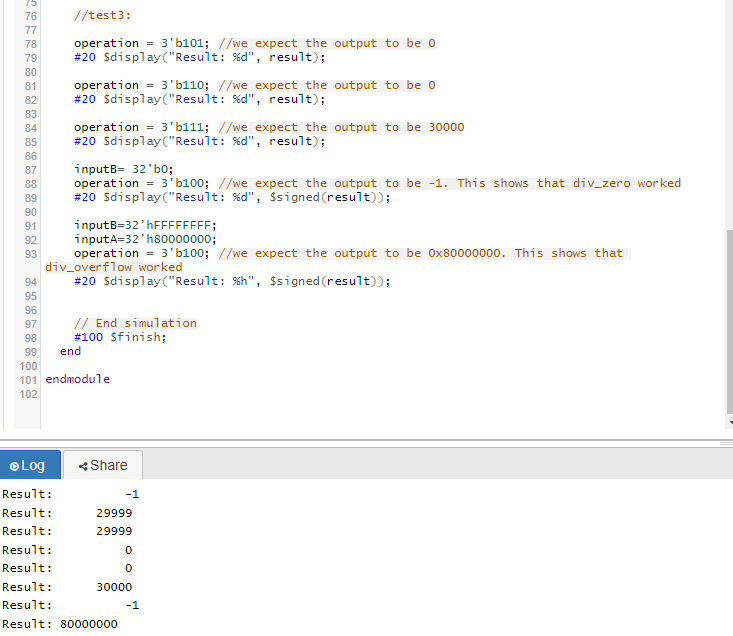 75
76 //test3:
77
78 operation = 3'b101; //we expect the output to be 0
79 #20 $display("Result: %d", result);
80
81 operation = 3'b110; //we expect the output to be 0
82 #20 $display("Result: %d", result);
83
84 operation = 3'b111; //we expect the output to be 30000
85 #20 $display("Result: %d", result);
86
87 inputB= 32'b0;
88 operation = 3'b100; //we expect the output to be -1. This shows that div_zero worked
89 #20 $display("Result: %d", $signed(result));
90
91 inputB=32'hFFFFFFFF;
92 inputA=32'h80000000;
93 operation = 3'b100; //we expect the output to be 0x80000000. This shows that
div_overflow worked
94 #20 $display("Result: %h", $signed(result));
95
96
97 // End simulation
98 #100 $finish;
99 end
100
101 endmodule
102
Log Share
Result: -1
Result: 29999
Result: 29999
Result: 0
Result: 0
Result: 30000
Result: -1
Result: 80000000